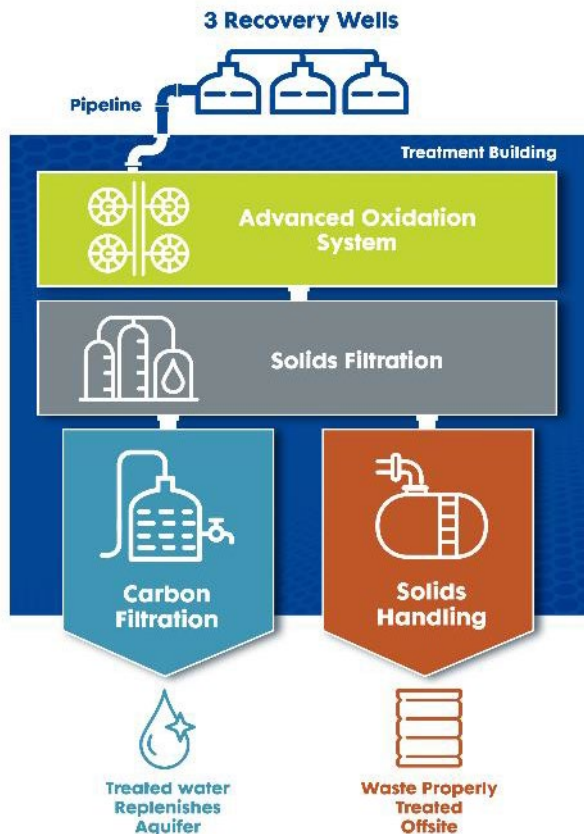 3 Recovery Wells
Pipeline
Treatment Building
Advanced Oxidation
System
Solids Filtration
Carbon
Filtration
Solids
Handling
Treated water
Replenishes
Aquifer
Waste Properly
Treated
Offsite